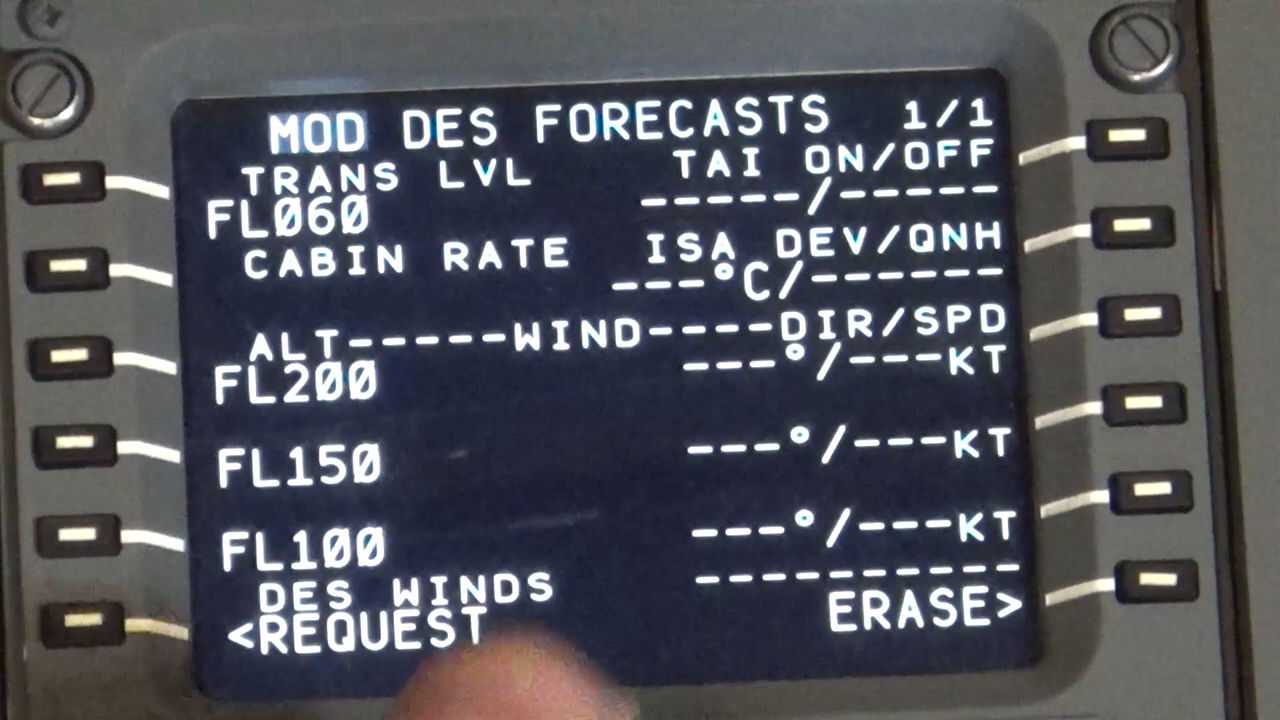 MOD DES FORECASTS 1/1
TRANS LVL TAI ON/OFF
FL060 -----/-----
CABIN RATE ISA DEV/QNH
---°C/------
ALT-----WIND----DIR/SPD
FL200 ---°/---KT
FL150 ---°/---KT
FL100 ---°/---KT
DES WINDS ----------
<REQUEST ERASE>